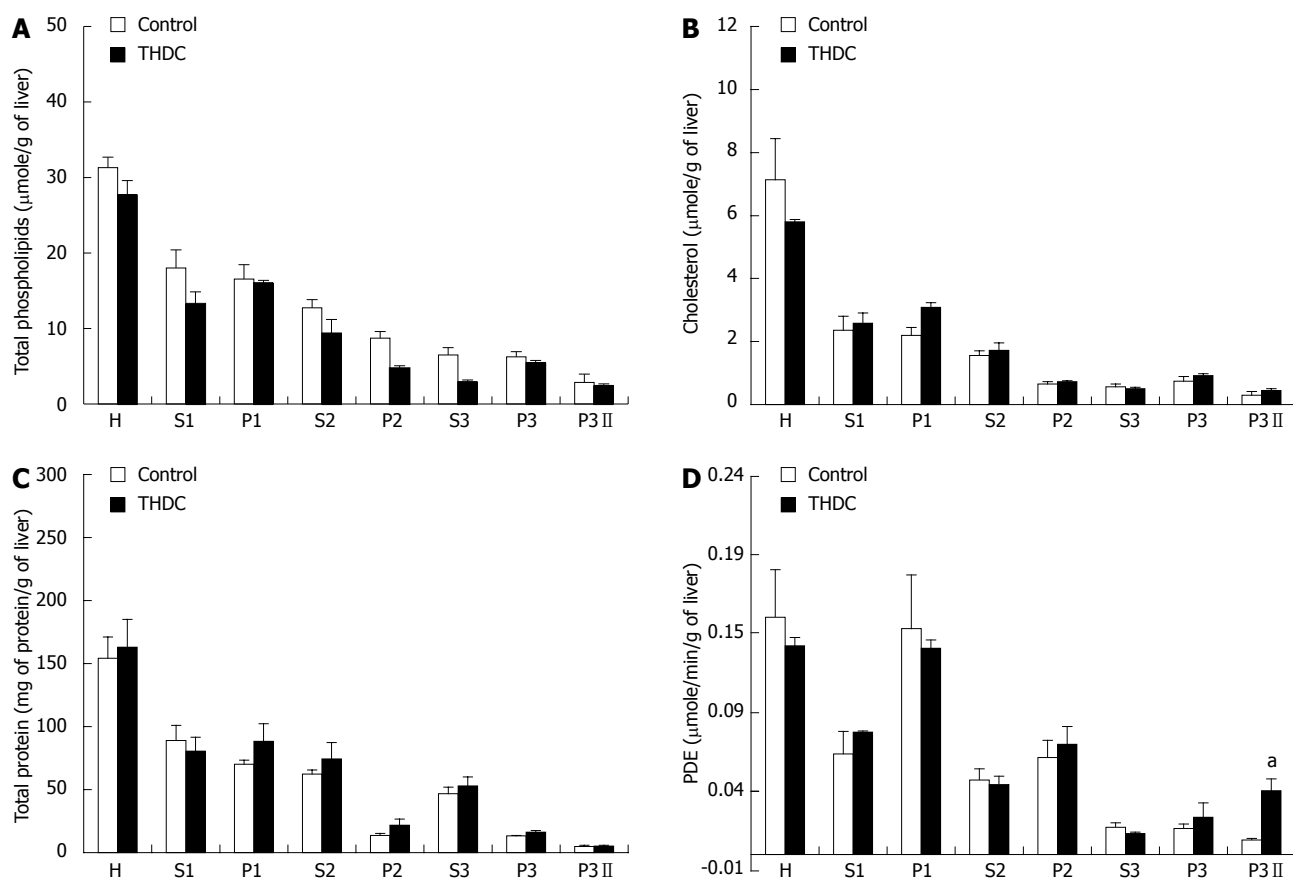 A
Control
THDC
Total phospholipids (μmole/g of liver)
50
40
30
20
10
0
H S1 P1 S2 P2 S3 P3 P3 II
B
Control
THDC
Cholesterol (μmole/g of liver)
12
10
8
6
4
2
0
H S1 P1 S2 P2 S3 P3 P3 II
C
Control
THDC
Total protein (mg of protein/g of liver)
300
250
200
150
100
50
0
H S1 P1 S2 P2 S3 P3 P3 II
D
Control
THDC
PDE (μmole/min/g of liver)
0.24
0.19
0.15
0.09
0.04
-0.01
a
H S1 P1 S2 P2 S3 P3 P3 II